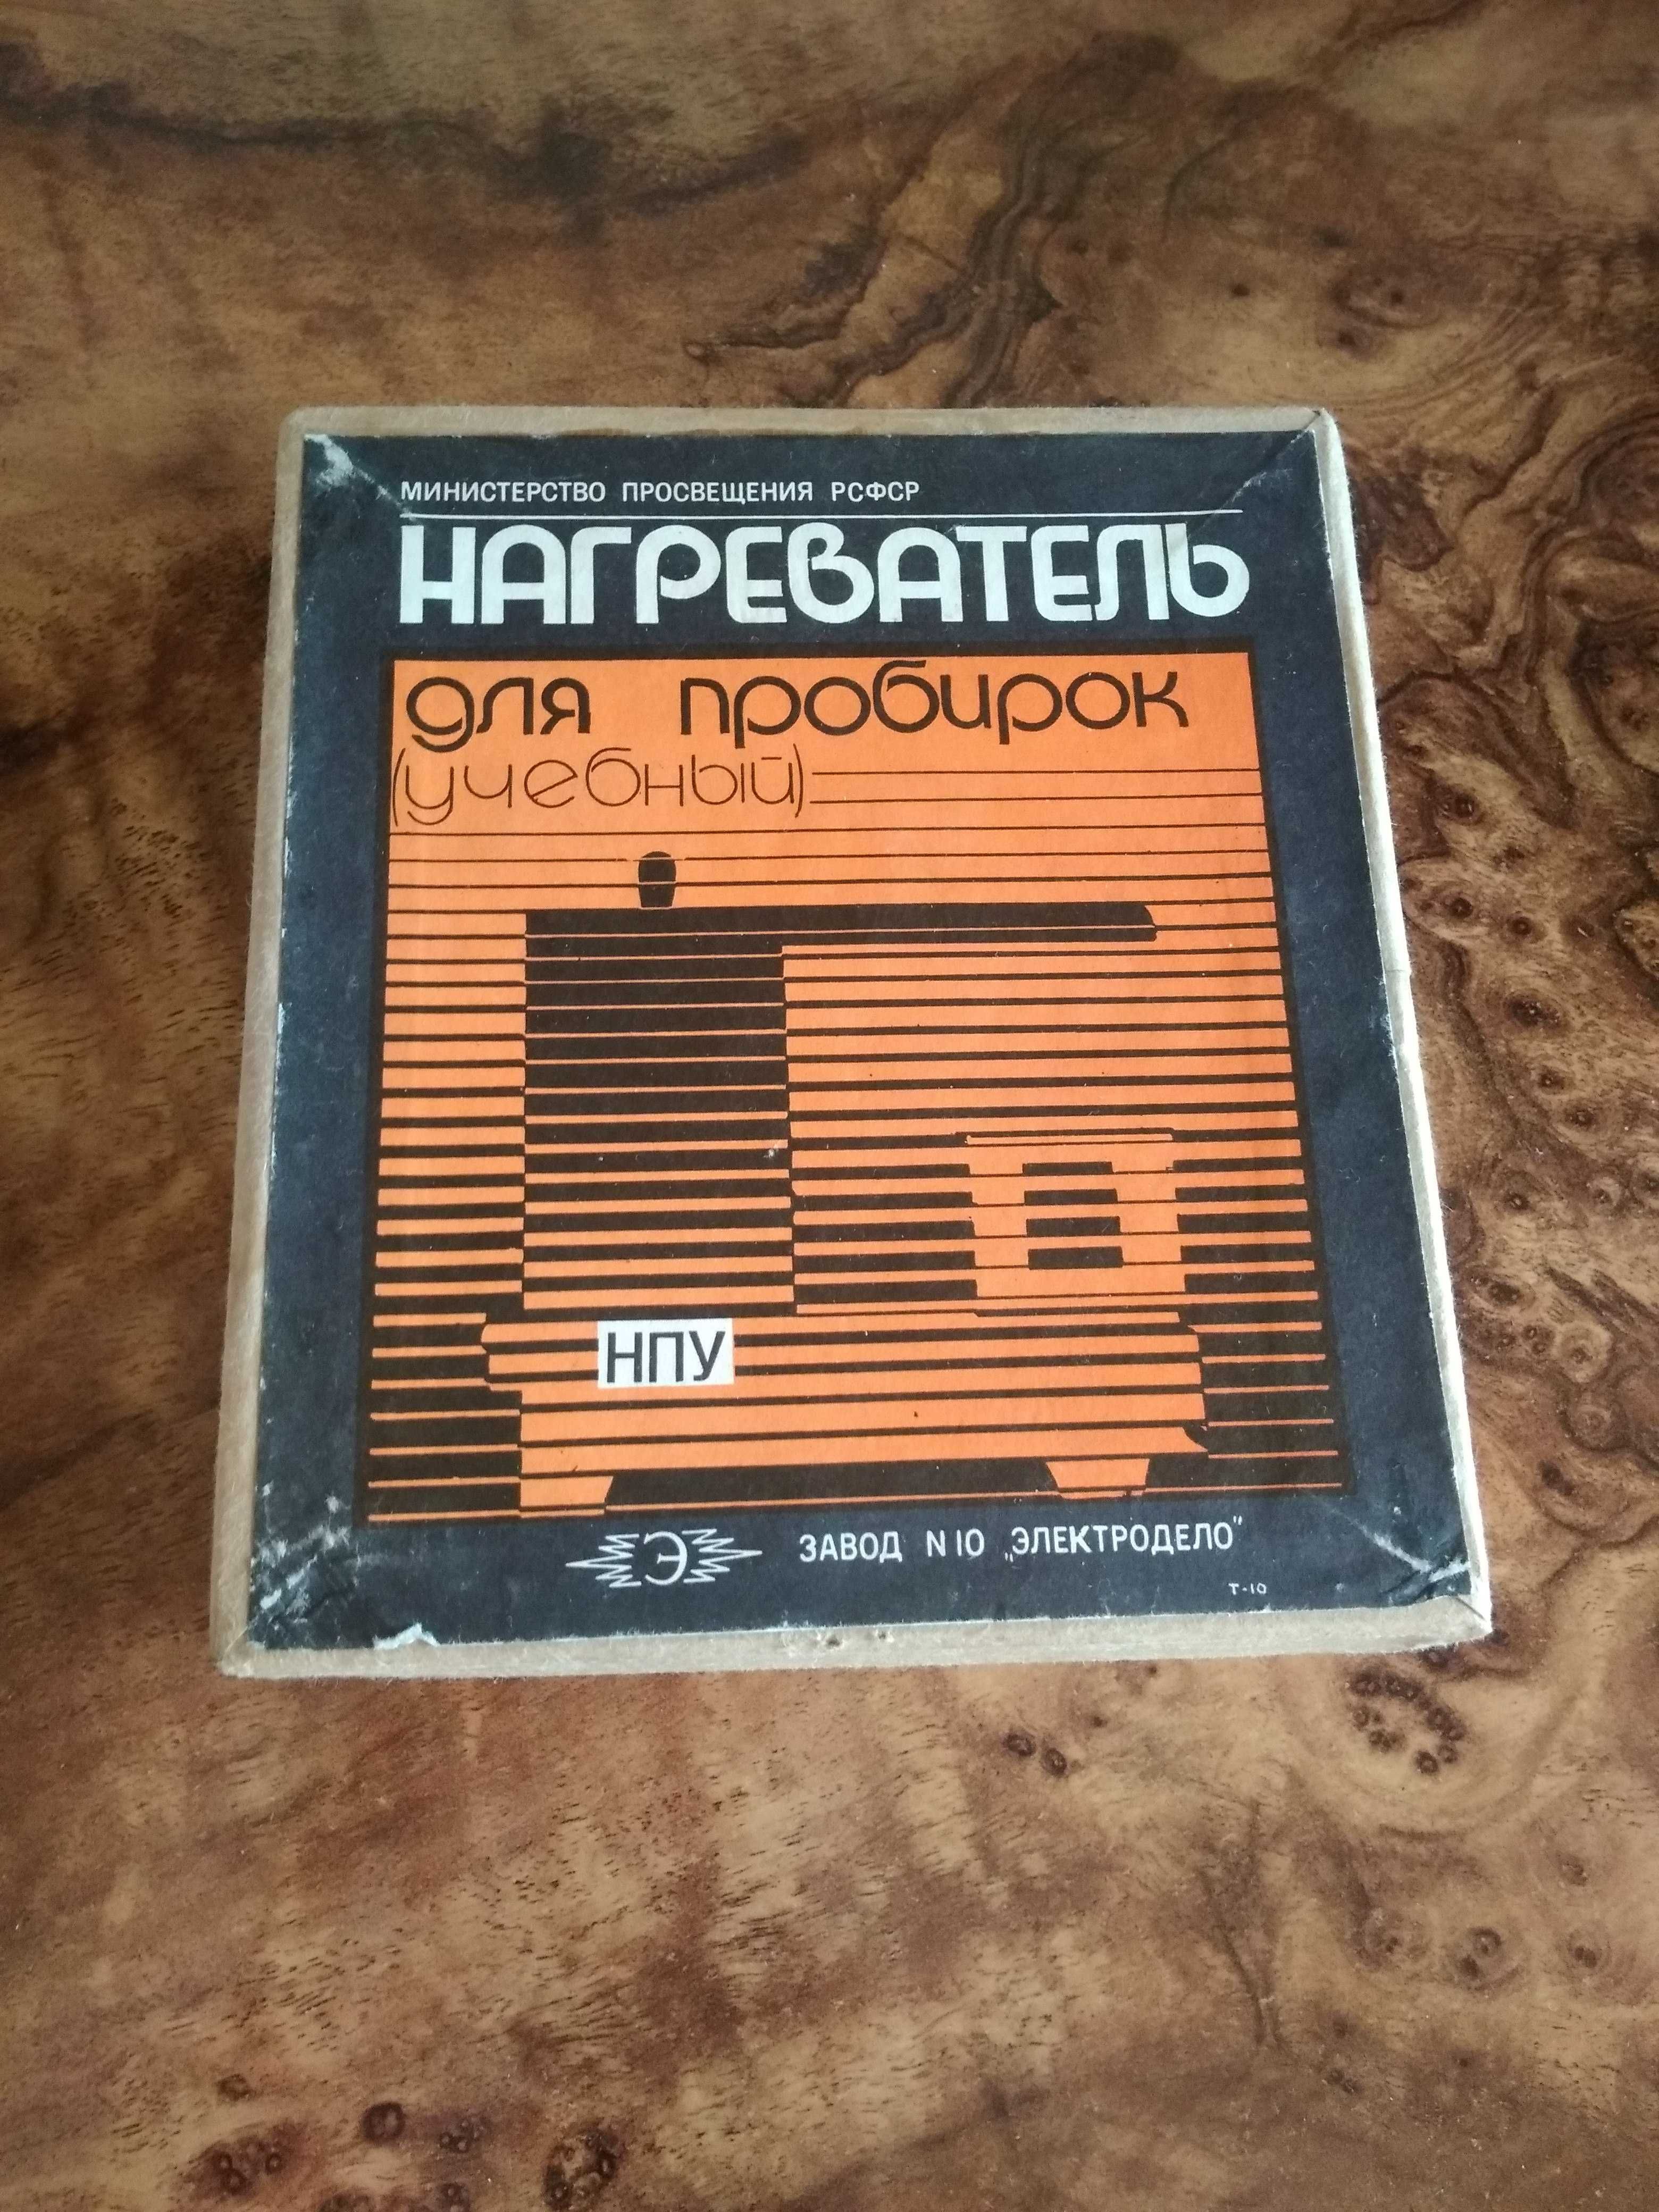 МИНИСТЕРСТВО ПРОСВЕЩЕНИЯ РСФСР
НАГРЕВАТЕЛЬ
для пробирок
(учебный)
НПУ
Э ЗАВОД N 10 „ЭЛЕКТРОДЕЛО"
Т-10